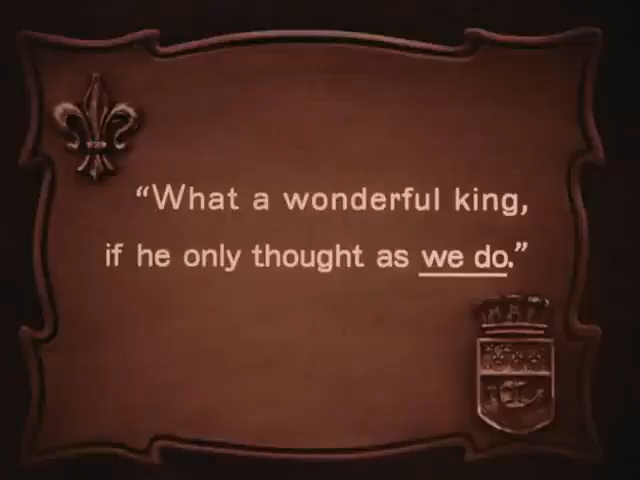 “What a wonderful king,
if he only thought as we do.”